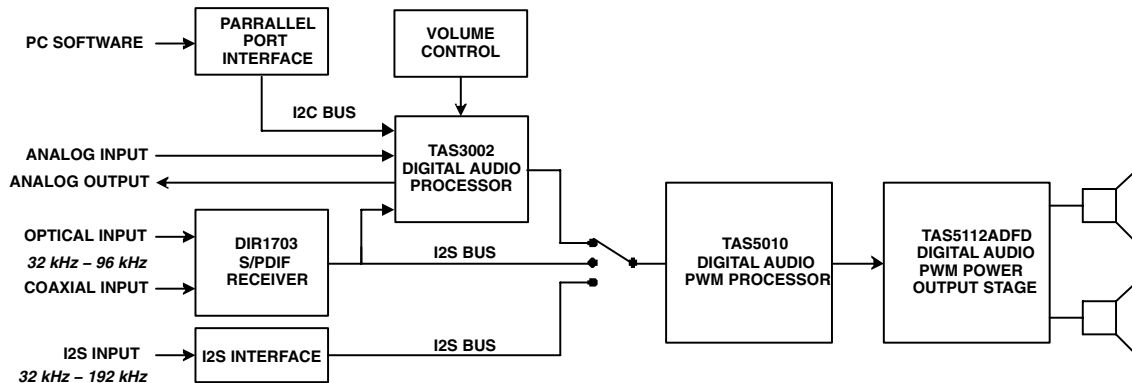 PC SOFTWARE
PARRALLEL
PORT
INTERFACE
VOLUME
CONTROL
I2C BUS
ANALOG INPUT
ANALOG OUTPUT
TAS3002
DIGITAL AUDIO
PROCESSOR
OPTICAL INPUT
32 kHz – 96 kHz
COAXIAL INPUT
DIR1703
S/PDIF
RECEIVER
I2S BUS
TAS5010
DIGITAL AUDIO
PWM PROCESSOR
TAS5112ADFD
DIGITAL AUDIO
PWM POWER
OUTPUT STAGE
I2S INPUT
32 kHz – 192 kHz
I2S INTERFACE
I2S BUS